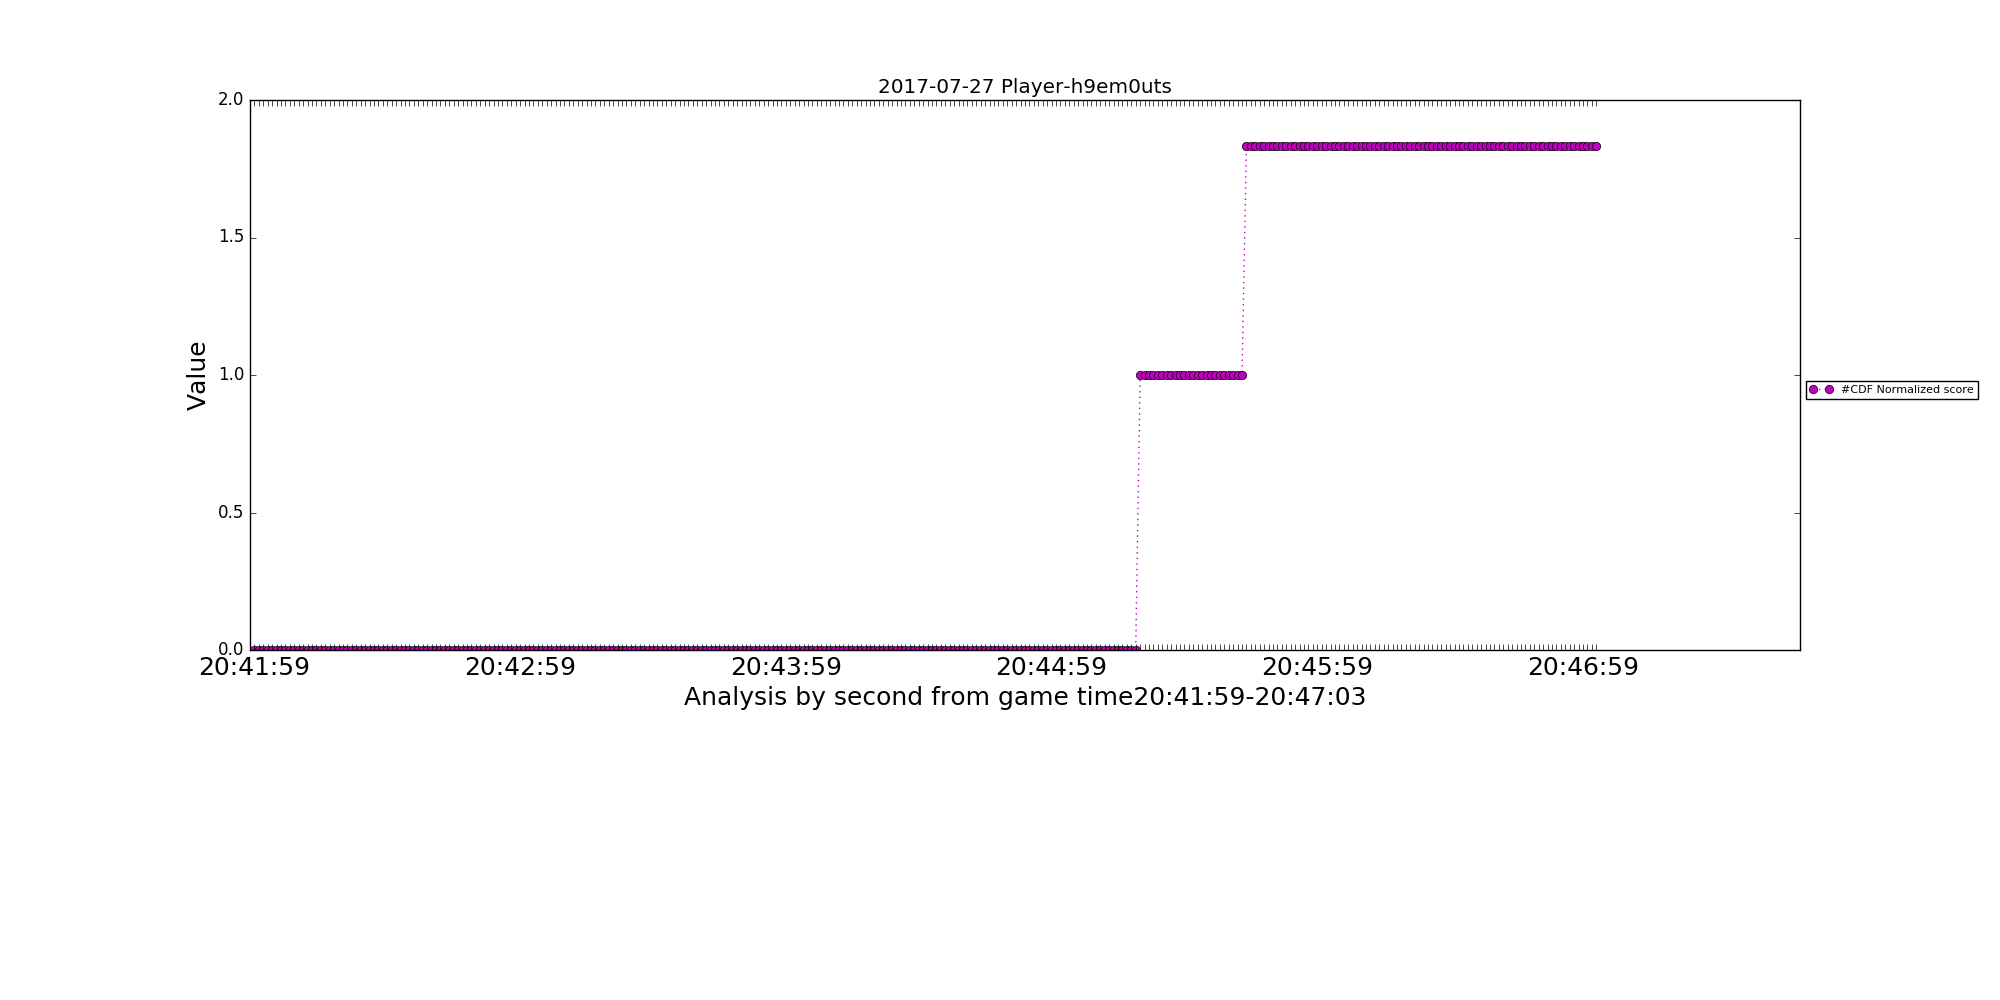 2017-07-27 Player-h9em0uts
2.0
1.5
1.0
0.5
0.0
Value
#CDF Normalized score
20:41:59 20:42:59 20:43:59 20:44:59 20:45:59 20:46:59
Analysis by second from game time20:41:59-20:47:03